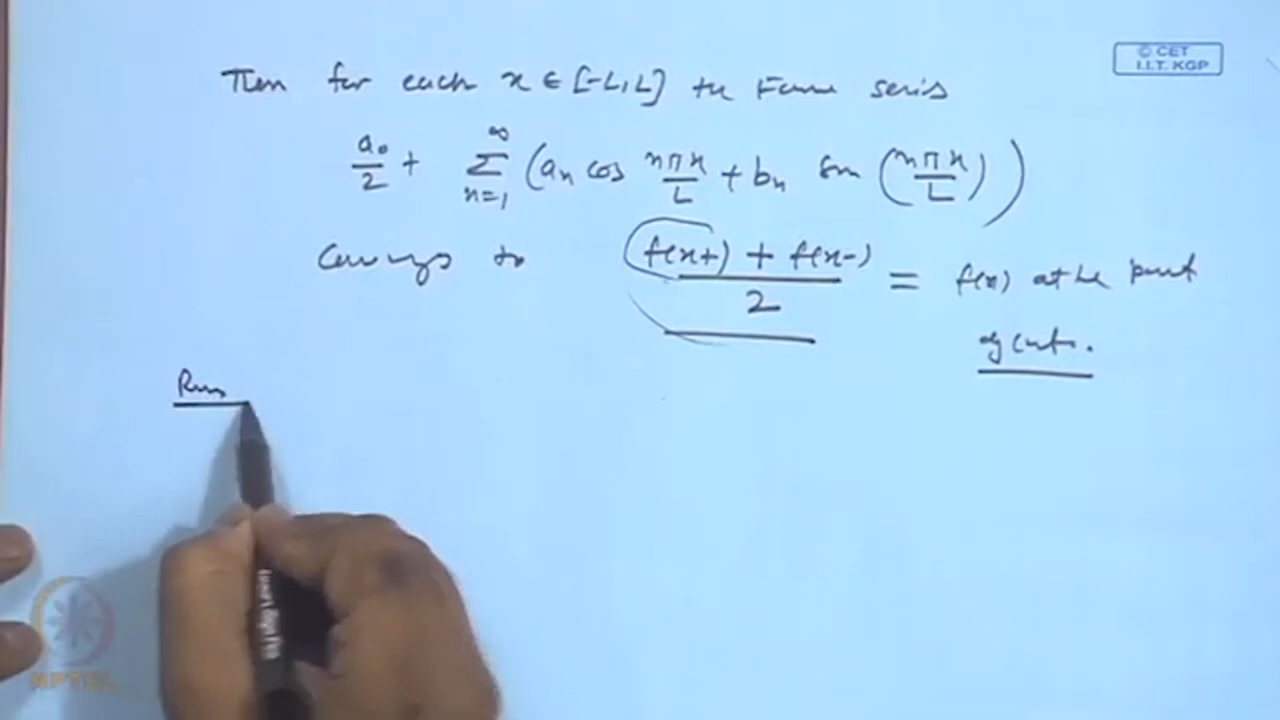 © CET
I.I.T. KGP
Then for each x ∈ [-L, L] the Fourier series
a₀/2 + ∑_{n=1}^{∞} (aₙ cos nπx/L + bₙ sin (nπx/L))
Converges to (f(x+) + f(x-))/2 = f(x) at the point
of cont.
Rem
NPTEL